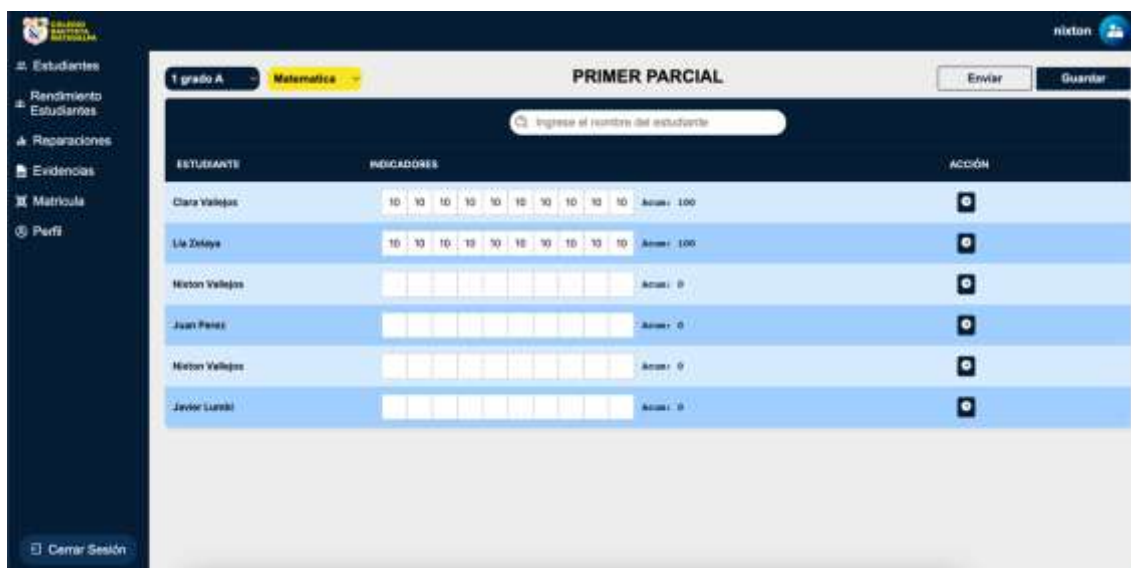 COLEGIO
BAUTISTA
MATAGALPA
nixton
Estudiantes
Rendimiento
Estudiantes
Reparaciones
Evidencias
Matricula
Perfil
Cerrar Sesión
1 grado A
Matematica
PRIMER PARCIAL
Enviar
Guardar
Ingrese el nombre del estudiante
ESTUDIANTE INDICADORES ACCIÓN
Clara Vallejos 10 10 10 10 10 10 10 10 10 10 Acum: 100
Lia Zelaya 10 10 10 10 10 10 10 10 10 10 Acum: 100
Nixton Vallejos Acum: 0
Juan Perez Acum: 0
Nixton Vallejos Acum: 0
Javier Lumbi Acum: 0